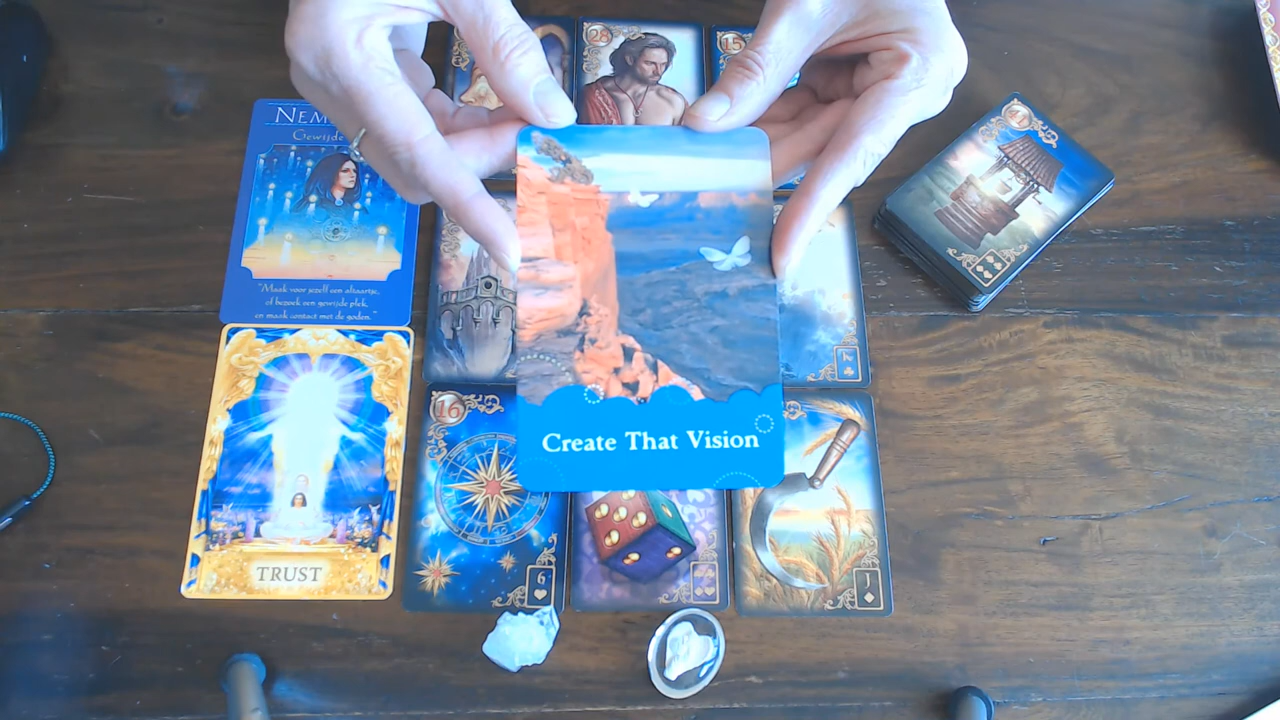 28
15
41
NEM
Gewijde
"Maak voor jezelf een altaartje,
of bezoek een gewijde plek,
en maak contact met de goden."
Create That Vision
16
TRUST
6
J